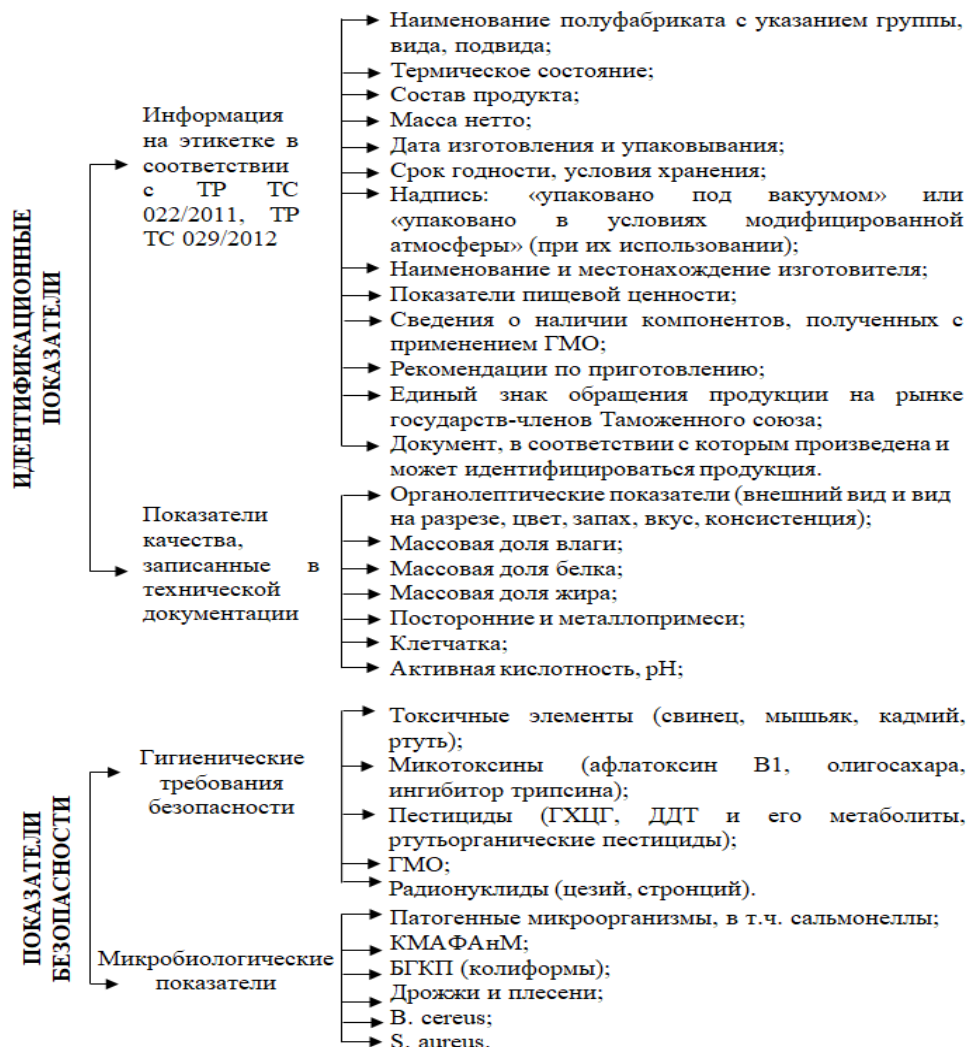 ИДЕНТИФИКАЦИОННЫЕ
ПОКАЗАТЕЛИ
Информация
на этикетке в
соответствии
с ТР ТС
022/2011, ТР
ТС 029/2012
Наименование полуфабриката с указанием группы,
вида, подвида;
Термическое состояние;
Состав продукта;
Масса нетто;
Дата изготовления и упаковывания;
Срок годности, условия хранения;
Надпись: «упаковано под вакуумом» или
«упаковано в условиях модифицированной
атмосферы» (при их использовании);
Наименование и местонахождение изготовителя;
Показатели пищевой ценности;
Сведения о наличии компонентов, полученных с
применением ГМО;
Рекомендации по приготовлению;
Единый знак обращения продукции на рынке
государств-членов Таможенного союза;
Документ, в соответствии с которым произведена и
может идентифицироваться продукция.
Показатели
качества,
записанные в
технической
документации
Органолептические показатели (внешний вид и вид
на разрезе, цвет, запах, вкус, консистенция);
Массовая доля влаги;
Массовая доля белка;
Массовая доля жира;
Посторонние и металлопримеси;
Клетчатка;
Активная кислотность, pH;
ПОКАЗАТЕЛИ
БЕЗОПАСНОСТИ
Гигиенические
требования
безопасности
Токсичные элементы (свинец, мышьяк, кадмий,
ртуть);
Микотоксины (афлатоксин В1, олигосахара,
ингибитор трипсина);
Пестициды (ГХЦГ, ДДТ и его метаболиты,
ртутьорганические пестициды);
ГМО;
Радионуклиды (цезий, стронций).
Микробиологические
показатели
Патогенные микроорганизмы, в т.ч. сальмонеллы;
КМАФАнМ;
БГКП (колиформы);
Дрожжи и плесени;
B. cereus;
S. aureus.